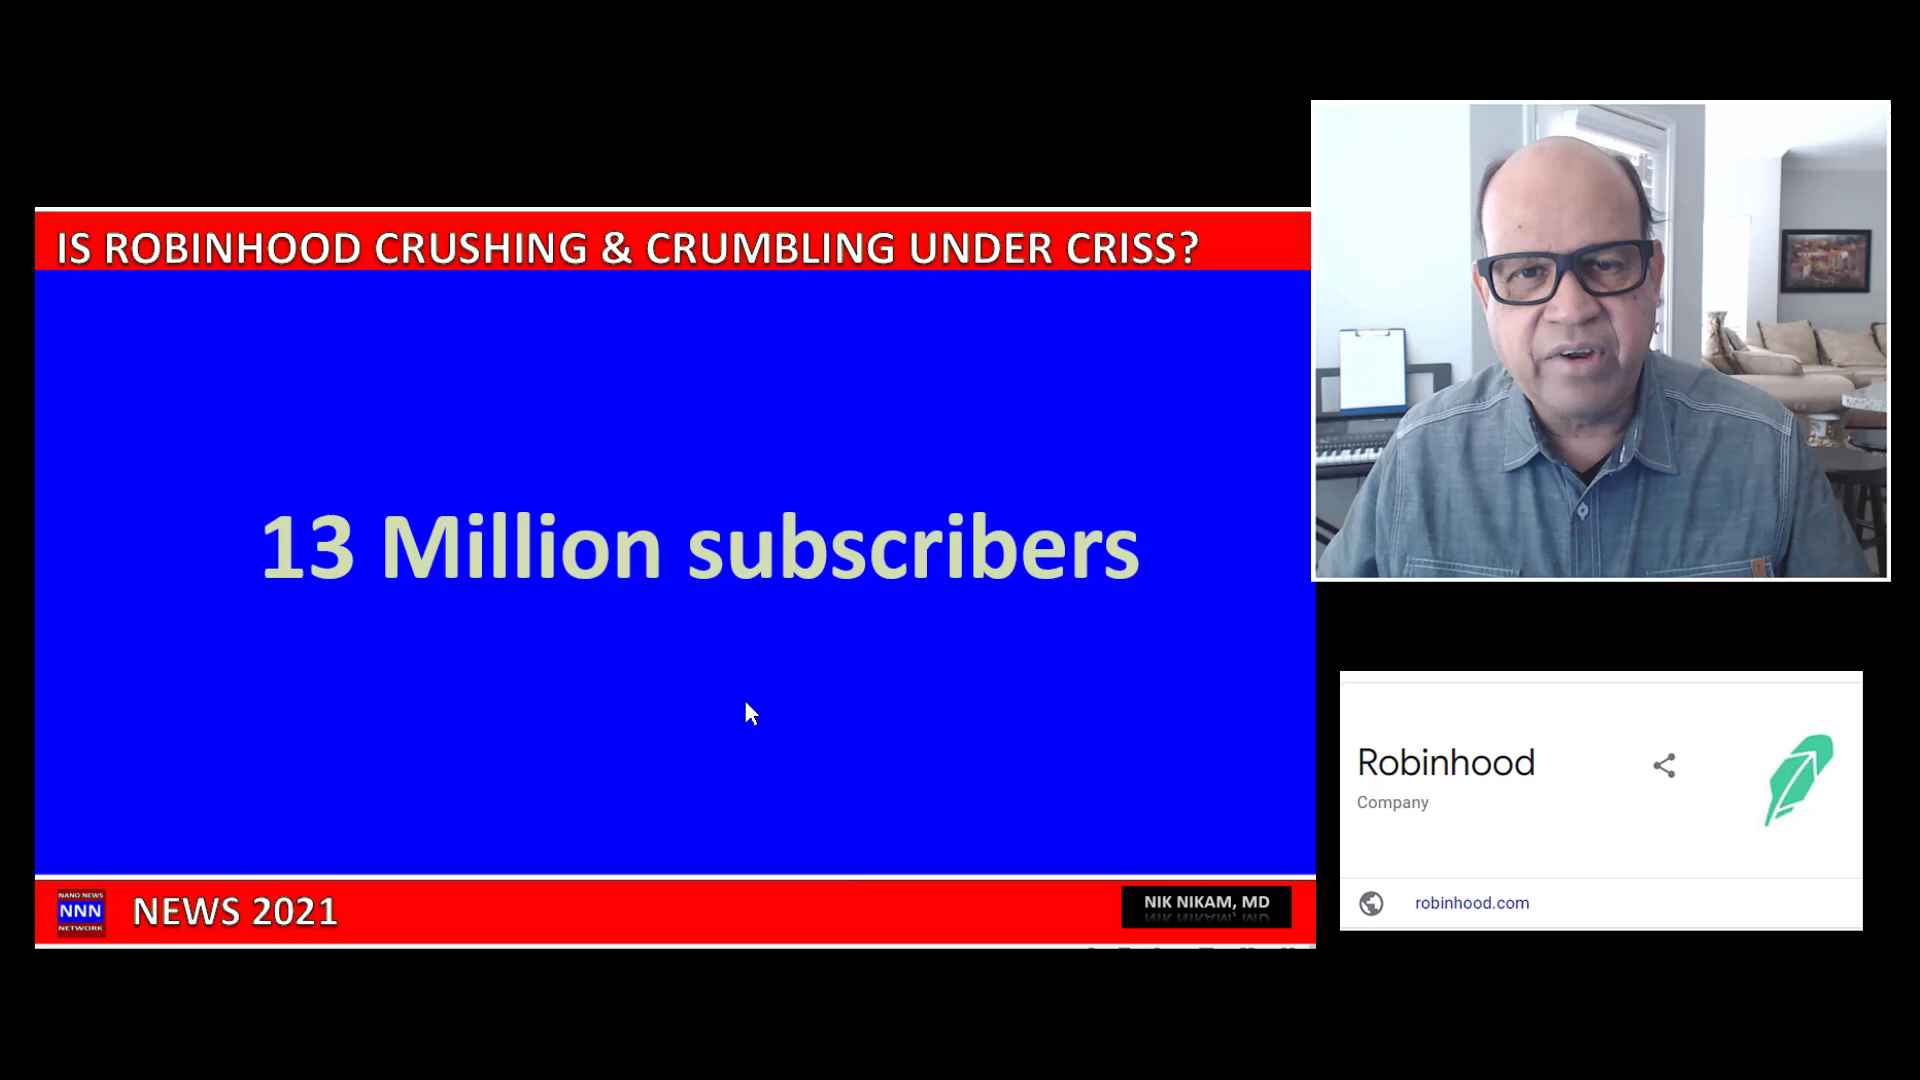 IS ROBINHOOD CRUSHING & CRUMBLING UNDER CRISS?
13 Million subscribers
NANO NEWS
NNN
NETWORK
NEWS 2021
NIK NIKAM, MD
Robinhood
Company
robinhood.com